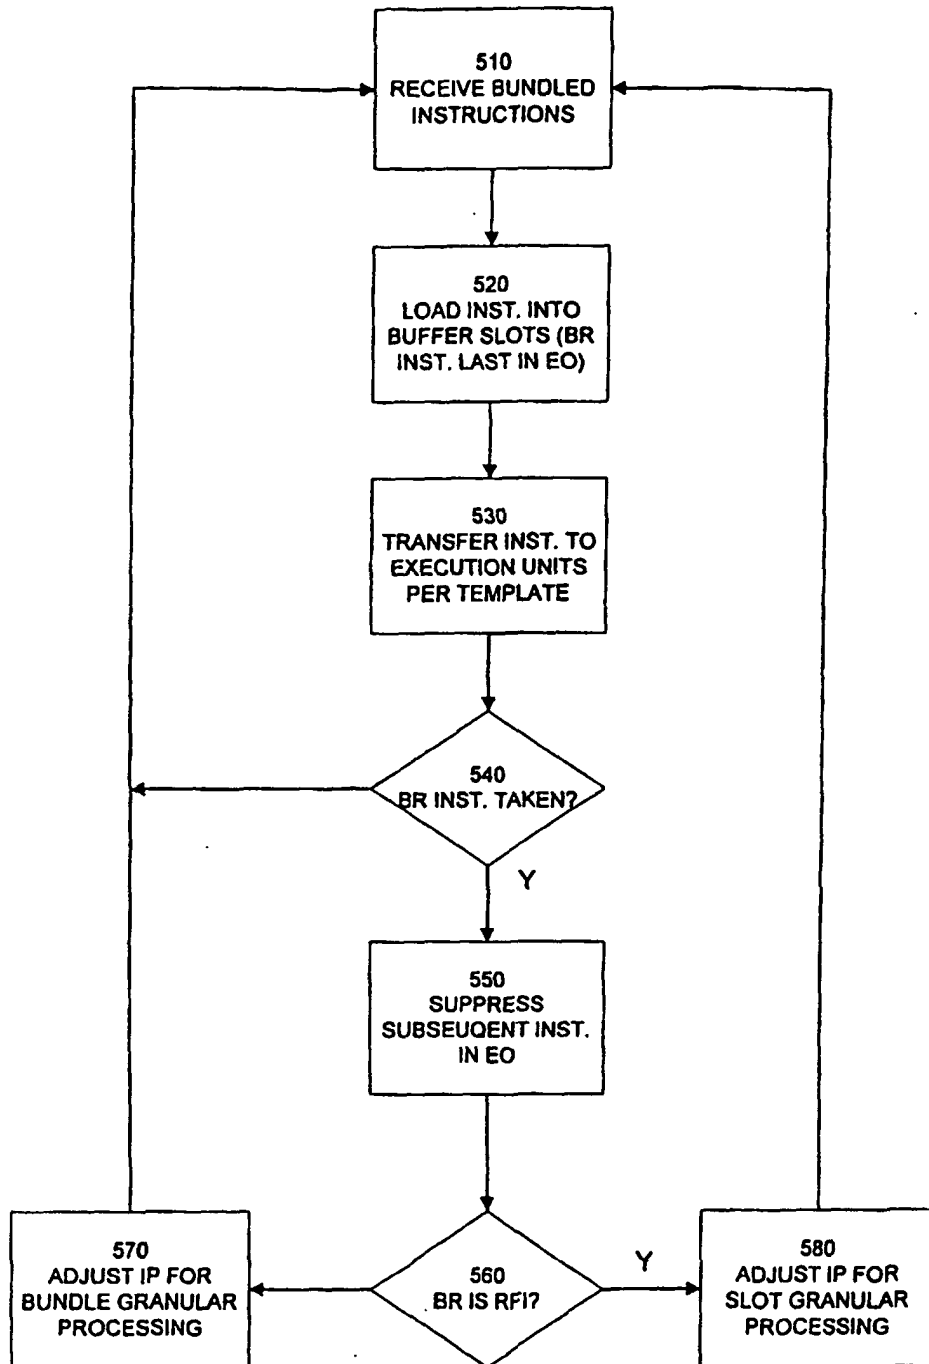 510
RECEIVE BUNDLED
INSTRUCTIONS
520
LOAD INST. INTO
BUFFER SLOTS (BR
INST. LAST IN EO)
530
TRANSFER INST. TO
EXECUTION UNITS
PER TEMPLATE
540
BR INST. TAKEN?
Y
550
SUPPRESS
SUBSEUQENT INST.
IN EO
570
ADJUST IP FOR
BUNDLE GRANULAR
PROCESSING
560
BR IS RFI?
Y
580
ADJUST IP FOR
SLOT GRANULAR
PROCESSING